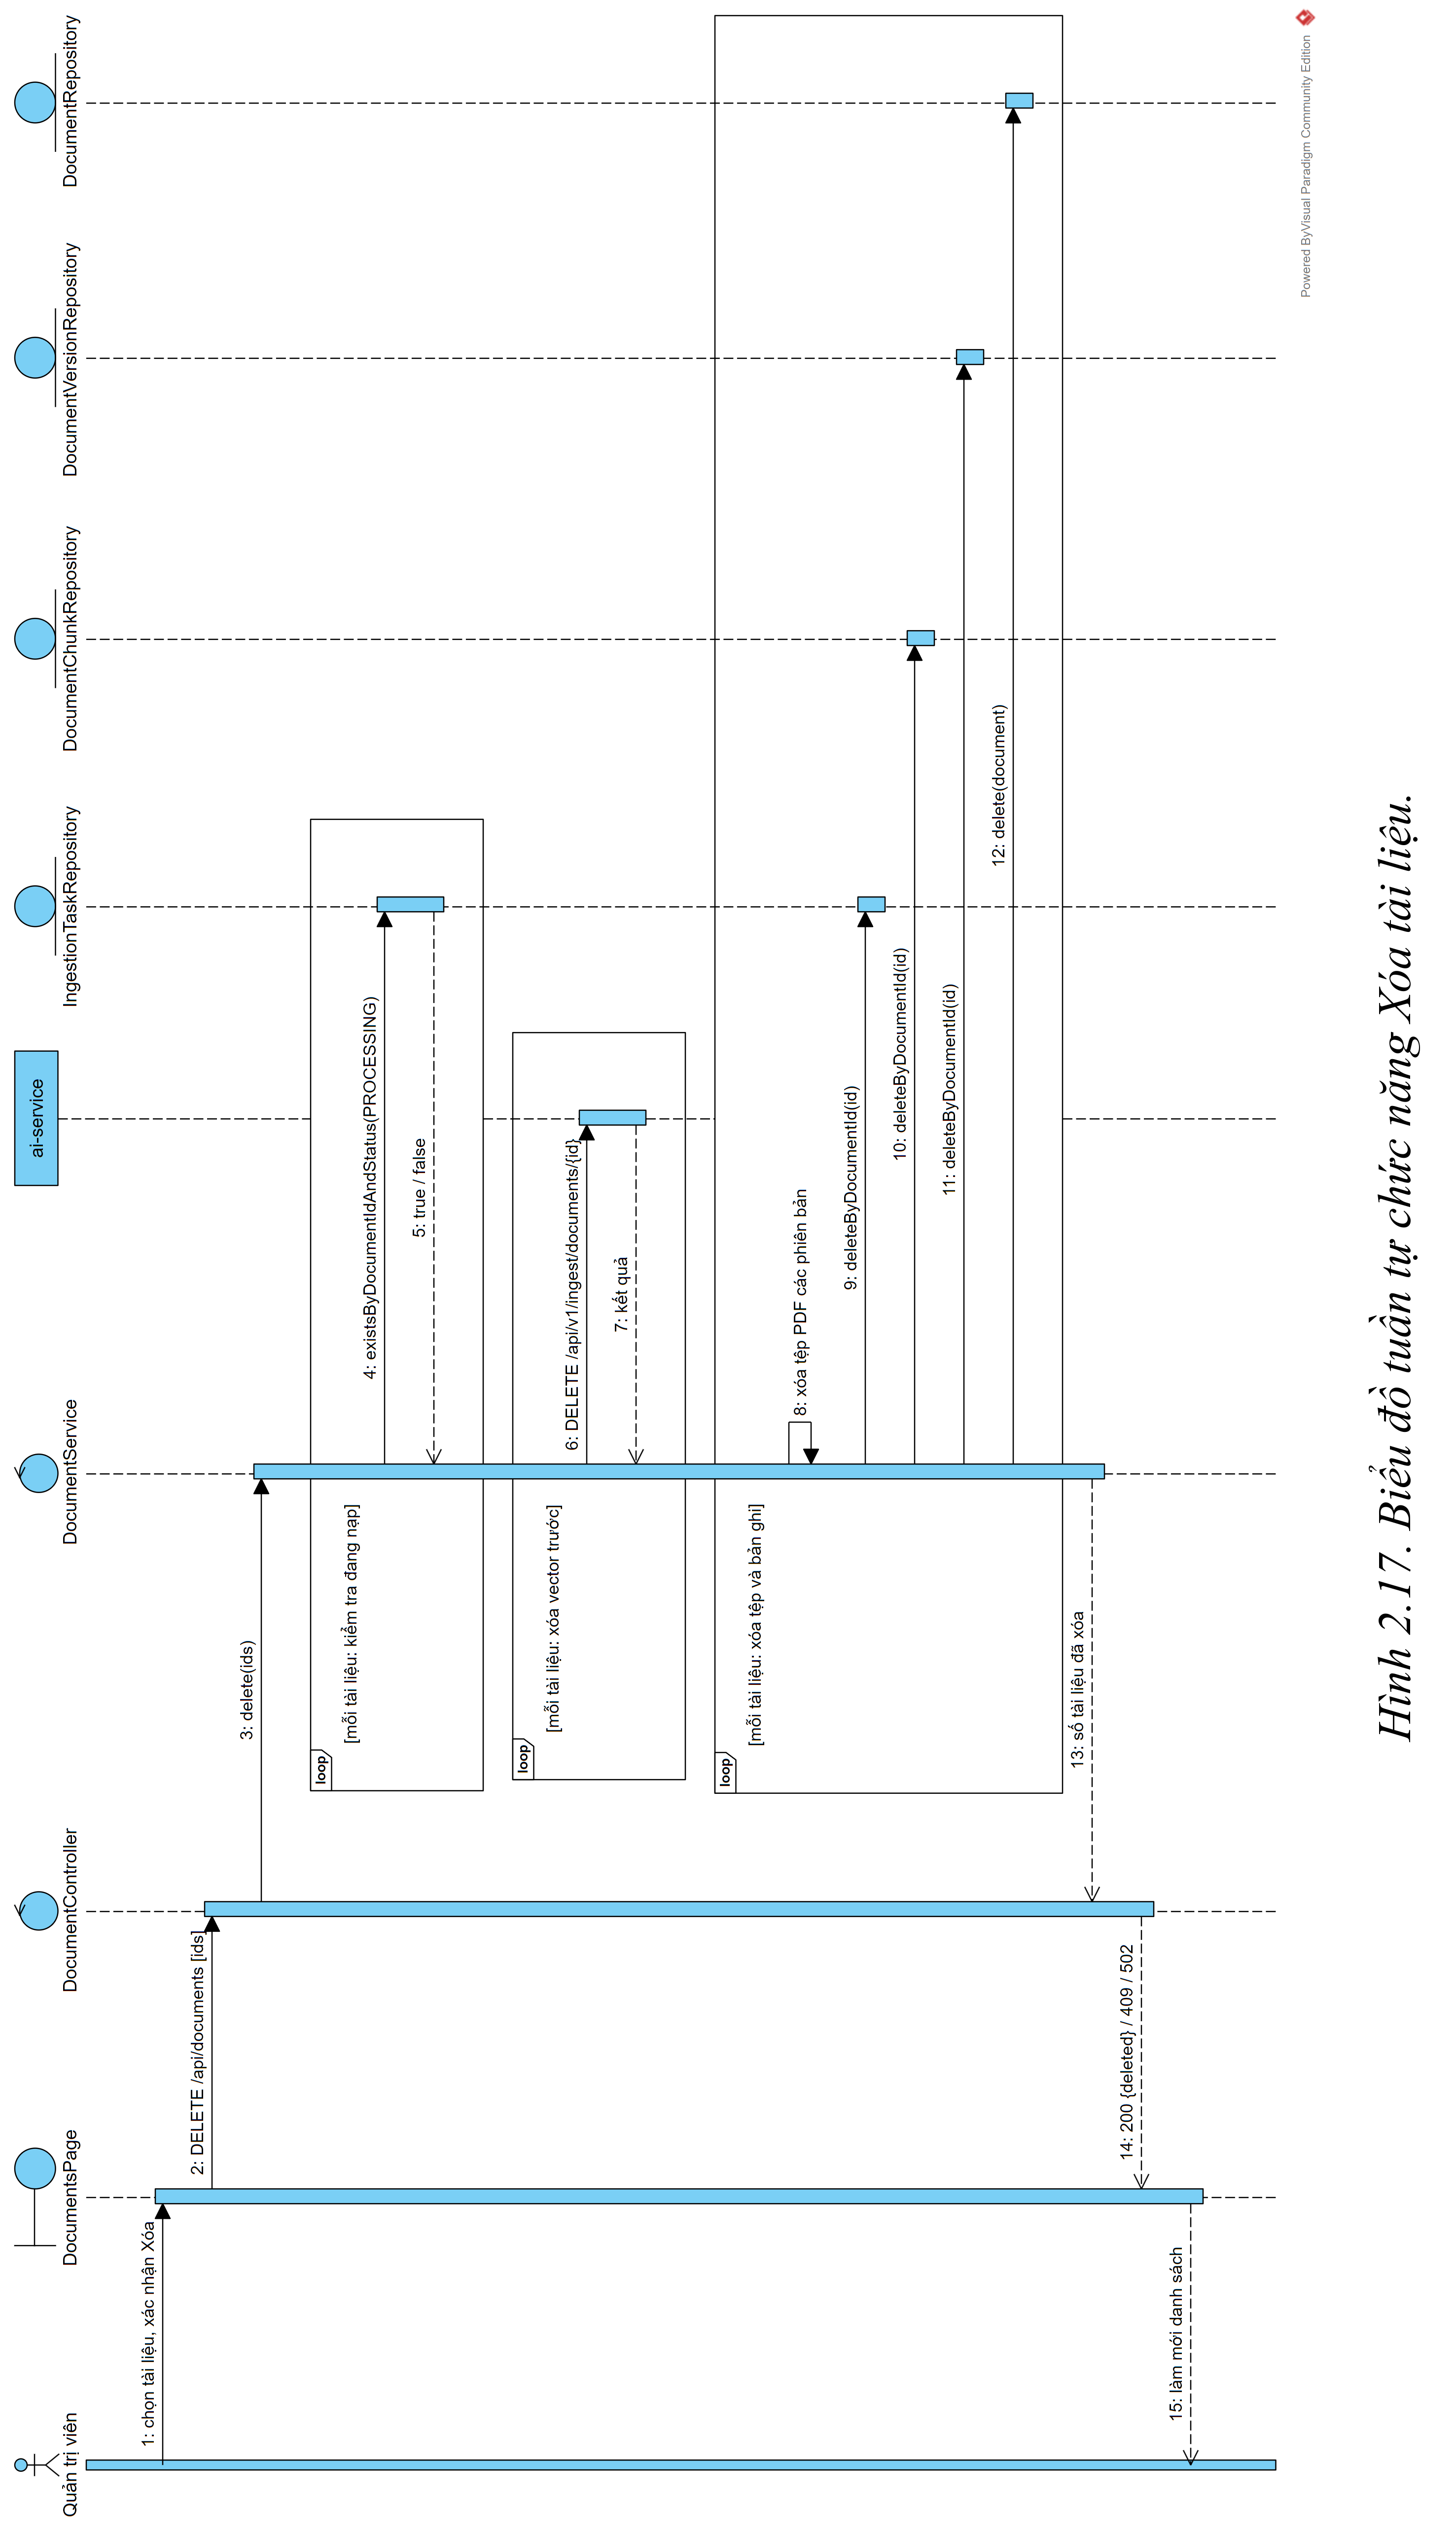 Quản trị viên
DocumentsPage
DocumentController
DocumentService
ai-service
IngestionTaskRepository
DocumentChunkRepository
DocumentVersionRepository
DocumentRepository
1: chọn tài liệu, xác nhận Xóa
2: DELETE /api/documents [ids]
3: delete(ids)
loop
[mỗi tài liệu: kiểm tra đang nạp]
4: existsByDocumentIdAndStatus(PROCESSING)
5: true / false
loop
[mỗi tài liệu: xóa vector trước]
6: DELETE /api/v1/ingest/documents/{id}
7: kết quả
loop
[mỗi tài liệu: xóa tệp và bản ghi]
8: xóa tệp PDF các phiên bản
9: deleteByDocumentId(id)
10: deleteByDocumentId(id)
11: deleteByDocumentId(id)
12: delete(document)
13: số tài liệu đã xóa
14: 200 {deleted} / 409 / 502
15: làm mới danh sách
Powered ByVisual Paradigm Community Edition
Hình 2.17. Biểu đồ tuần tự chức năng Xóa tài liệu.